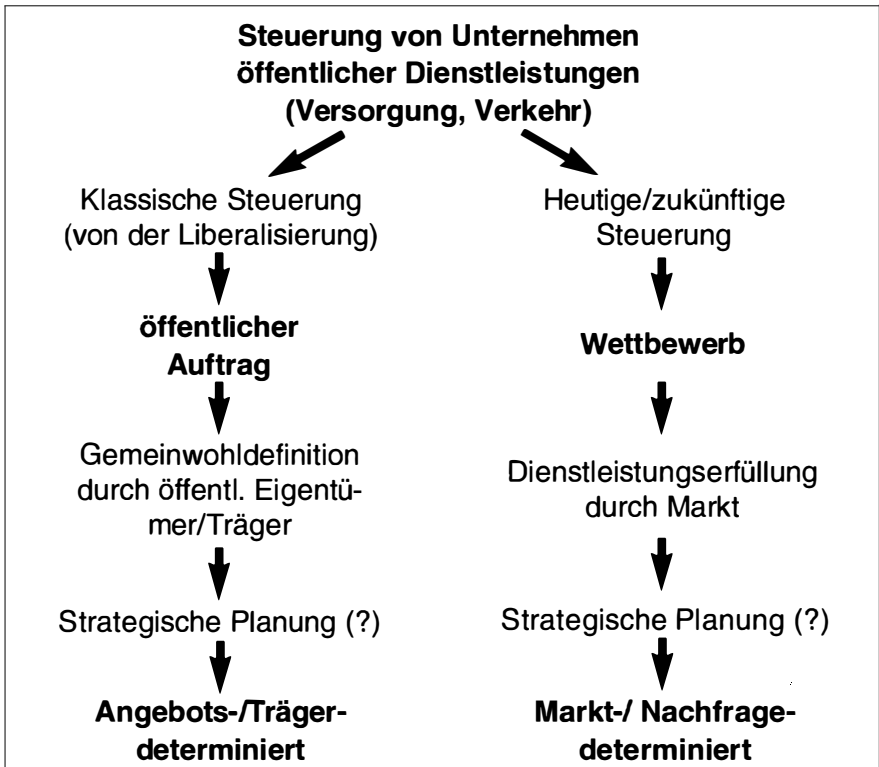 Steuerung von Unternehmen
öffentlicher Dienstleistungen
(Versorgung, Verkehr)
Klassische Steuerung
(von der Liberalisierung)
öffentlicher
Auftrag
Gemeinwohldefinition
durch öffentl. Eigentü-
mer/Träger
Strategische Planung (?)
Angebots-/Träger-
determiniert
Heutige/zukünftige
Steuerung
Wettbewerb
Dienstleistungserfüllung
durch Markt
Strategische Planung (?)
Markt-/ Nachfrage-
determiniert